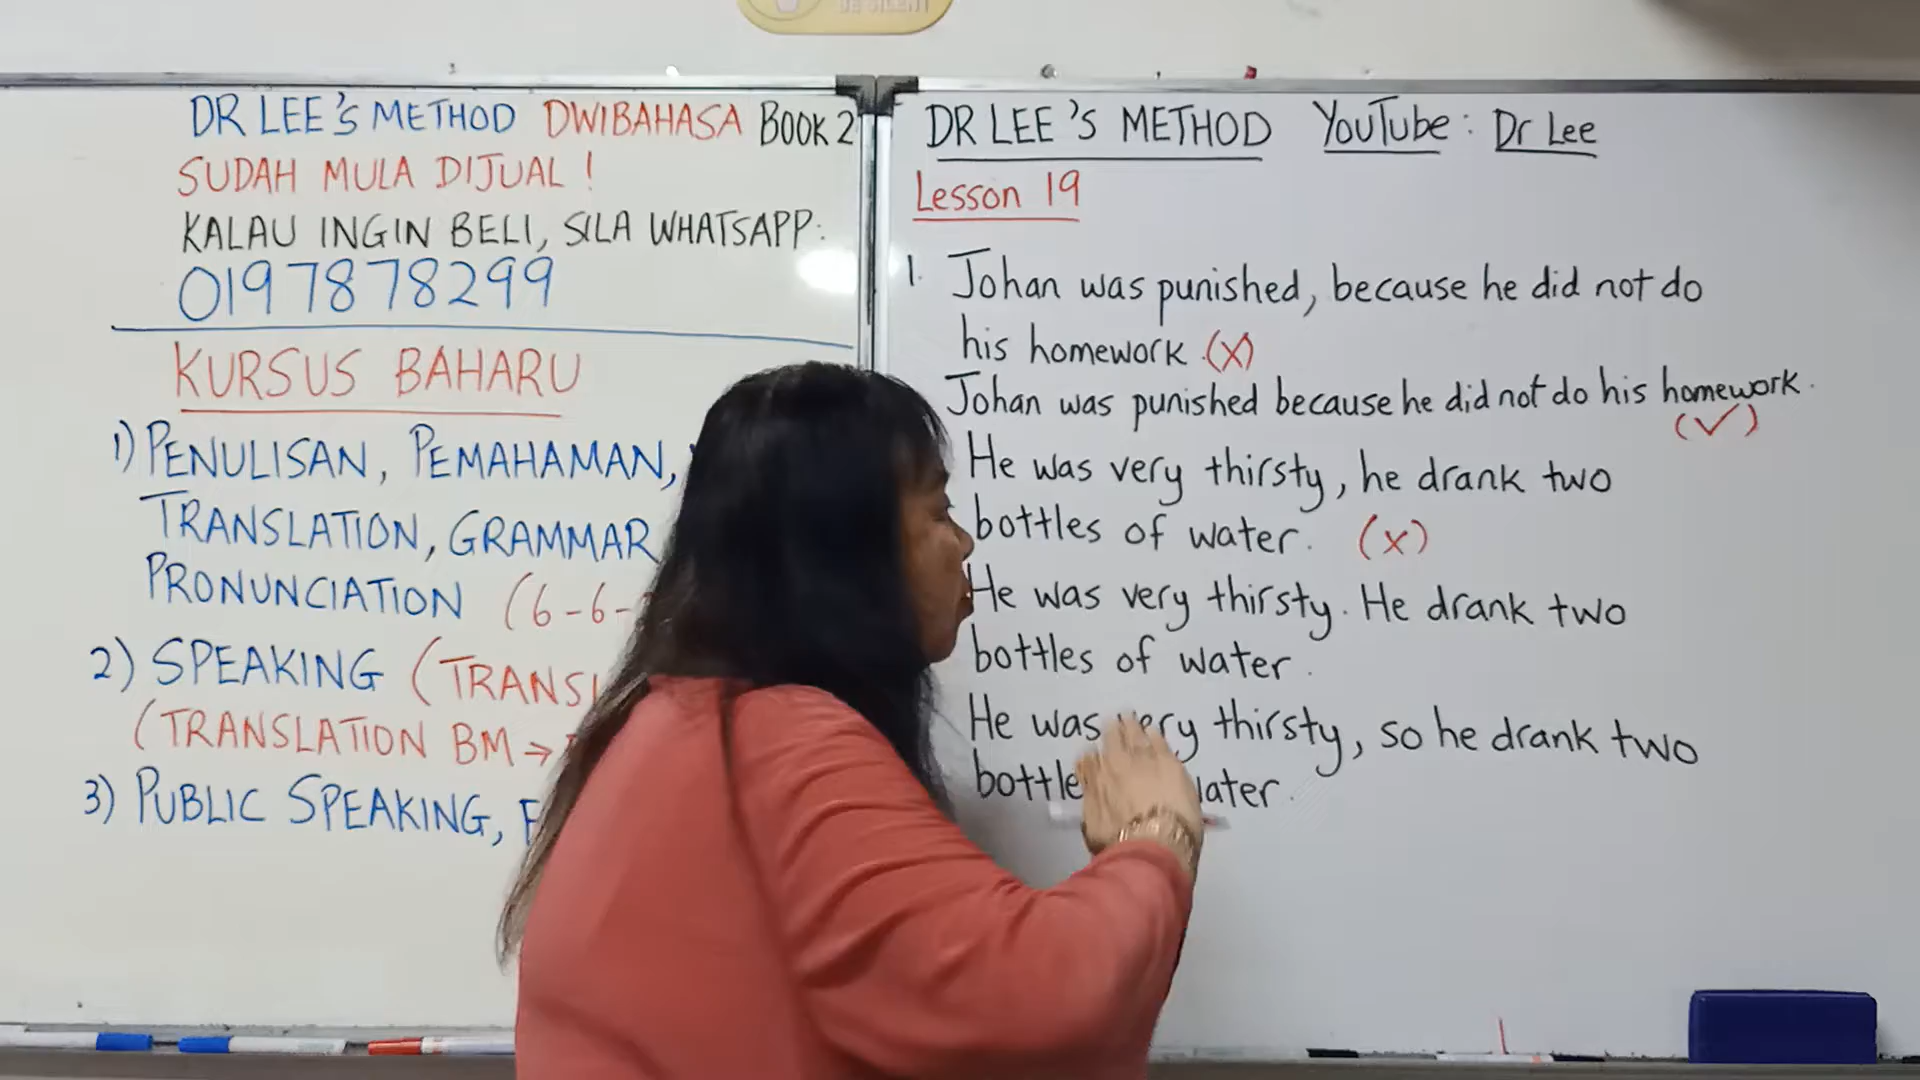 BE SILENT
DR LEE'S METHOD DWIBAHASA BOOK 2
SUDAH MULA DIJUAL !
KALAU INGIN BELI, SILA WHATSAPP:
0197878299
KURSUS BAHARU
1) PENULISAN, PEMAHAMAN,
TRANSLATION, GRAMMAR
PRONUNCIATION (6-6-
2) SPEAKING (
(TRANSLATION BM →
3) PUBLIC SPEAKING,
DR LEE'S METHOD YouTube: Dr Lee
Lesson 19
1. Johan was punished, because he did not do
his homework. (X)
Johan was punished because he did not do his homework.
(✓)
He was very thirsty, he drank two
bottles of water. (x)
He was very thirsty. He drank two
bottles of water.
He was very thirsty, so he drank two
water.